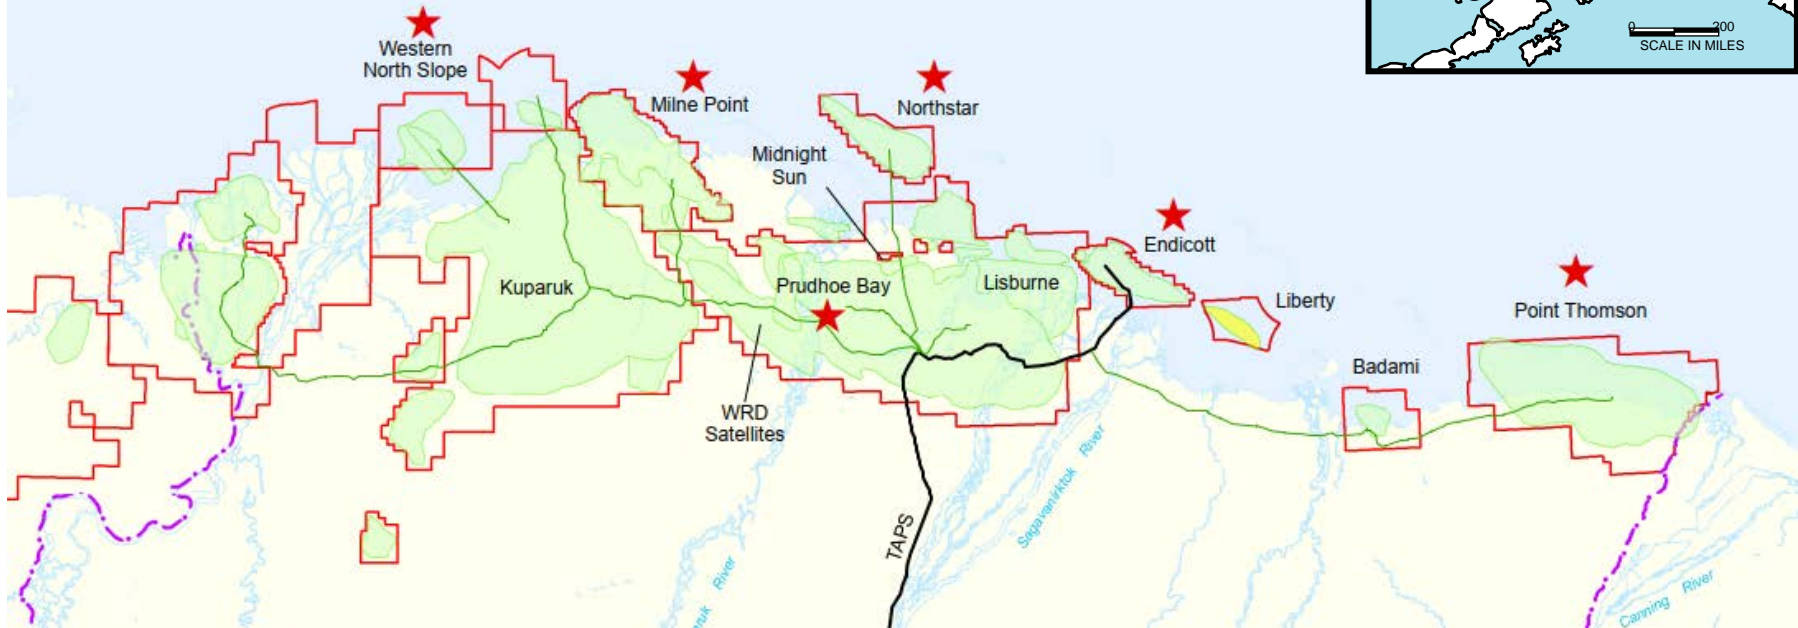 0 200
SCALE IN MILES
Western
North Slope
Milne Point
Northstar
Midnight
Sun
Endicott
Kuparuk
Prudhoe Bay
Lisburne
Liberty
Point Thomson
Badami
WRD
Satellites
TAPS
Sagavanirktok River
uk River
Canning River